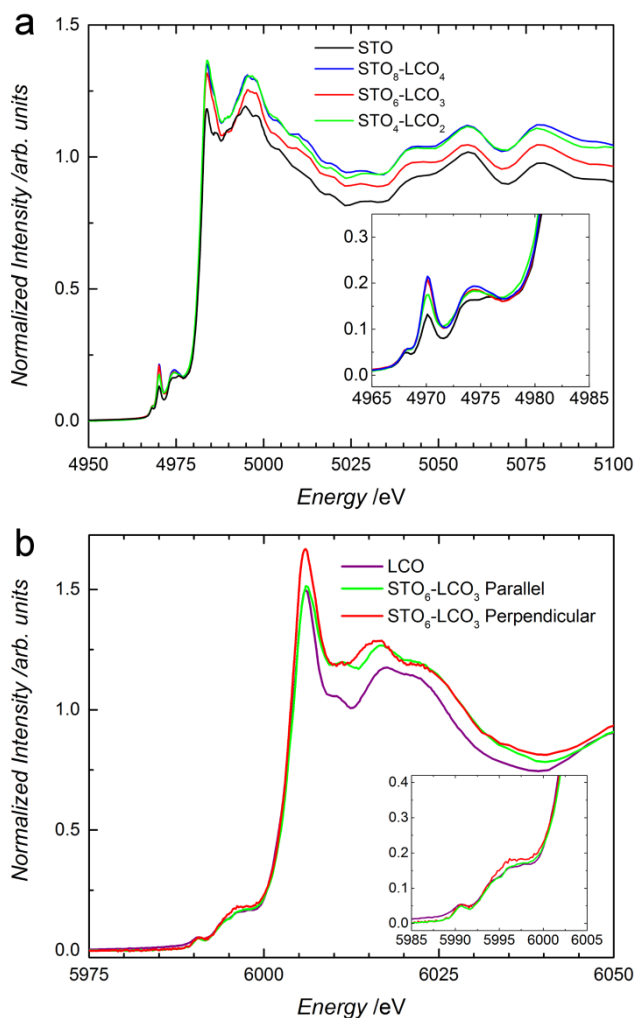 a
1.5
1.0
0.5
0.0
Normalized Intensity /arb. units
STO
STO₈-LCO₄
STO₆-LCO₃
STO₄-LCO₂
0.3
0.2
0.1
0.0
4965 4970 4975 4980 4985
4950 4975 5000 5025 5050 5075 5100
Energy /eV
b
1.5
1.0
0.5
0.0
Normalized Intensity /arb. units
LCO
STO₆-LCO₃ Parallel
STO₆-LCO₃ Perpendicular
0.4
0.3
0.2
0.1
0.0
5985 5990 5995 6000 6005
5975 6000 6025 6050
Energy /eV